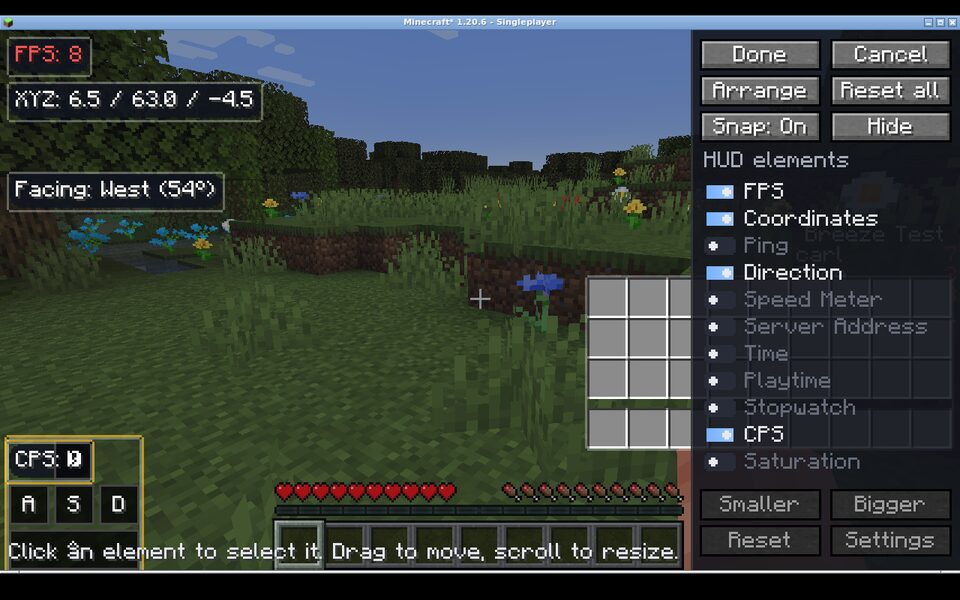 Minecraft* 1.20.6 - Singleplayer
FPS: 8
XYZ: 6.5 / 63.0 / -4.5
Facing: West (54º)
CPS: 0
A S D
Click an element to select it. Drag to move, scroll to resize.
Done Cancel
Arrange Reset all
Snap: On Hide
HUD elements
FPS
Coordinates
Ping
Direction
Speed Meter
Server Address
Time
Playtime
Stopwatch
CPS
Saturation
Smaller Bigger
Reset Settings